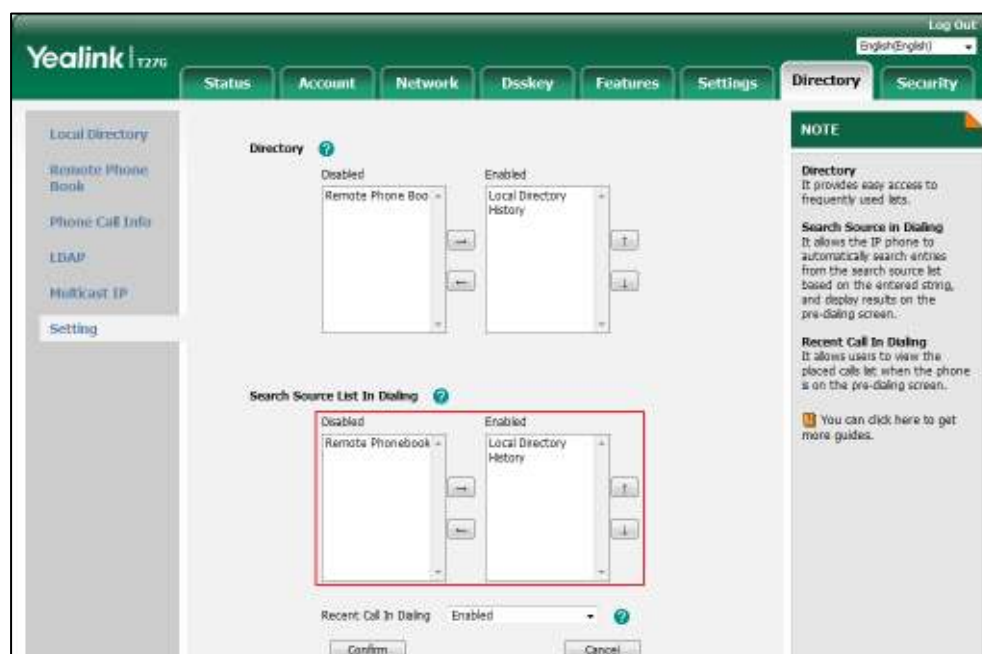 Log Out
Yealink T27G
English(English)
Status Account Network Dsskey Features Settings Directory Security
Local Directory
Remote Phone
Book
Phone Call Info
LDAP
Multicast IP
Setting
Directory ?
Disabled Enabled
Remote Phone Boo Local Directory
History
→ ↑
← ↓
Search Source List In Dialing ?
Disabled Enabled
Remote Phonebook Local Directory
History
→ ↑
← ↓
Recent Call In Dialing Enabled ?
Confirm Cancel
NOTE
Directory
It provides easy access to
frequently used lists.
Search Source in Dialing
It allows the IP phone to
automatically search entries
from the search source list
based on the entered string,
and display results on the
pre-dialing screen.
Recent Call In Dialing
It allows users to view the
placed calls list when the phone
is on the pre-dialing screen.
You can click here to get
more guides.